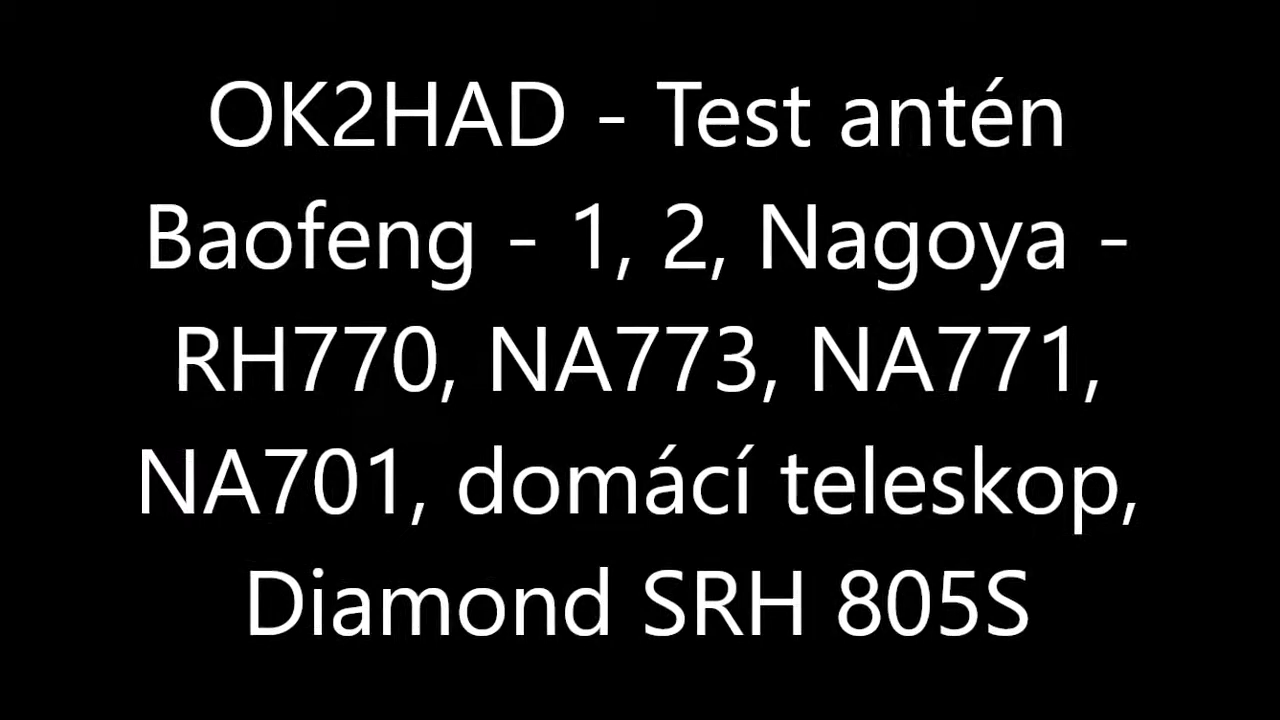 OK2HAD - Test antén
Baofeng - 1, 2, Nagoya -
RH770, NA773, NA771,
NA701, domácí teleskop,
Diamond SRH 805S